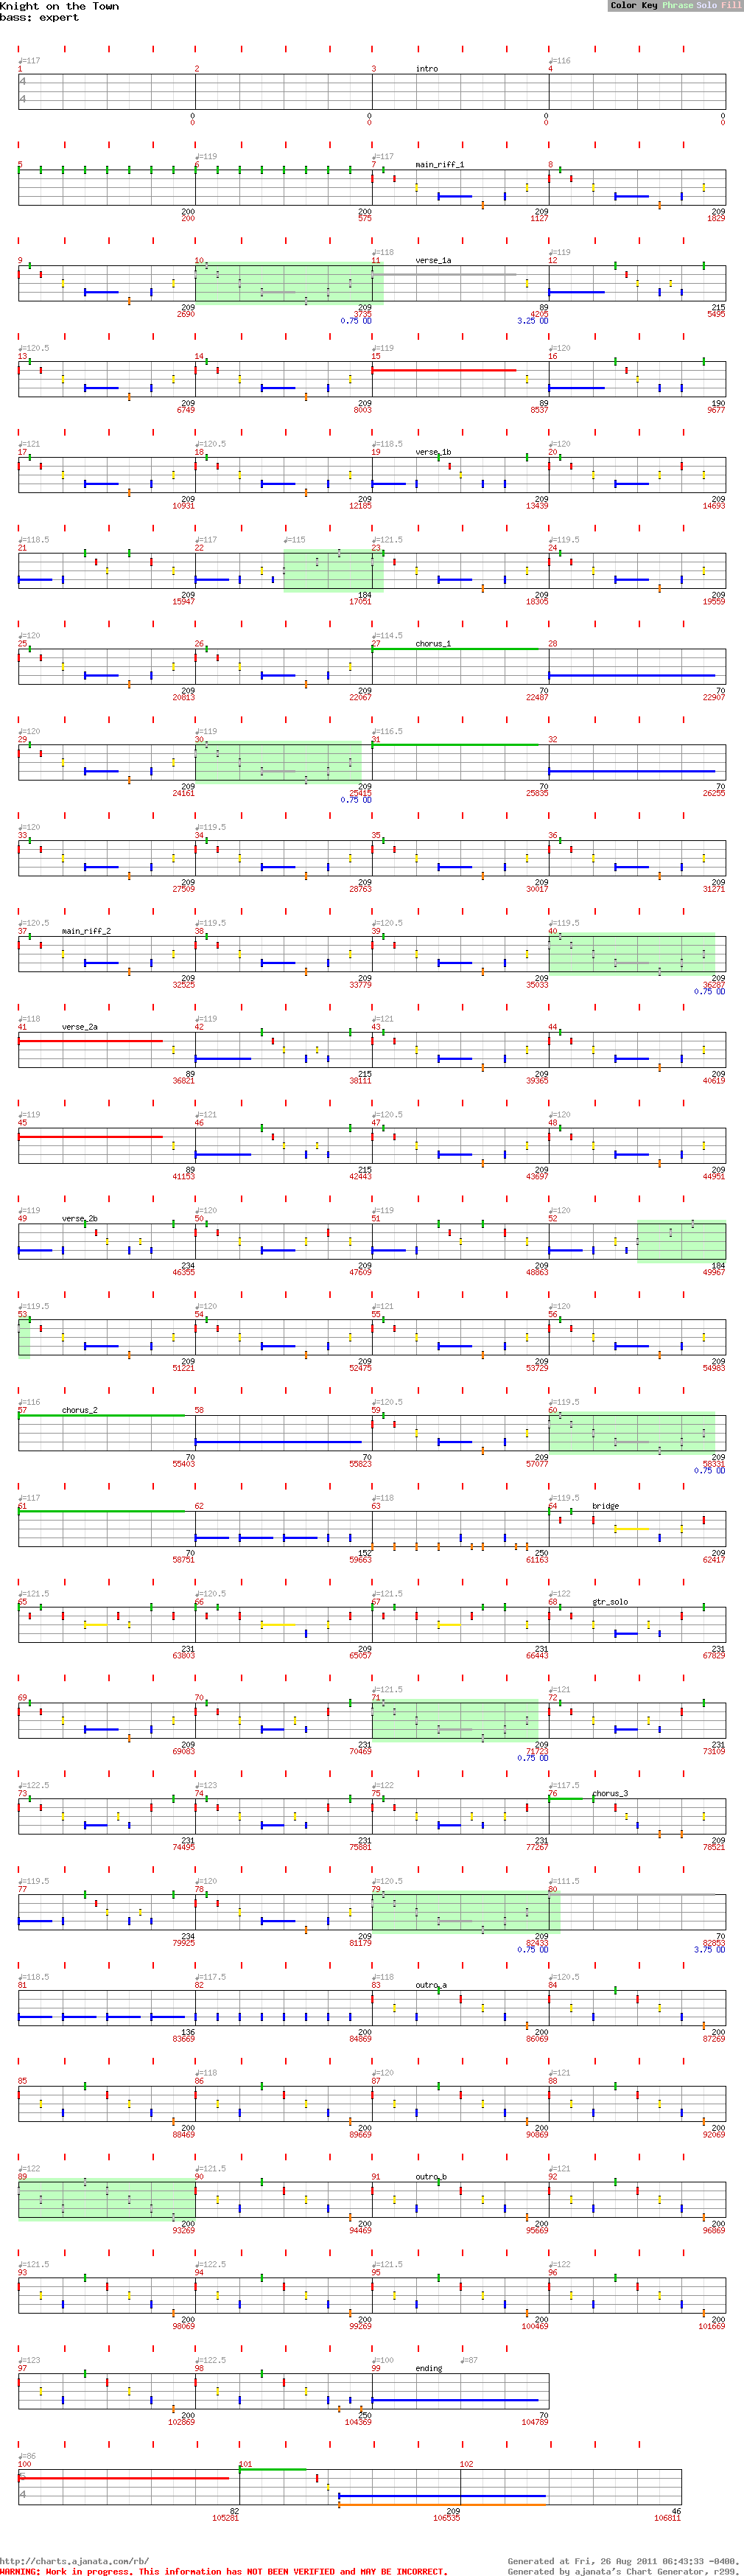 Knight on the Town
Color Key Phrase Solo Fill
bass: expert
♩=117 ♩=116
1 2 3 intro 4
4
4
0 0 0 0
0 0 0 0
♩=119 ♩=117
5 6 7 main_riff_1 8
200 200 209 209
200 575 1127 1829
♩=118 ♩=119
9 10 11 verse_1a 12
209 209 89 215
2690 3735 4205 5495
0.75 OD 3.25 OD
♩=120.5 ♩=119 ♩=120
13 14 15 16
209 209 89 190
6749 8003 8537 9677
♩=121 ♩=120.5 ♩=118.5 ♩=120
17 18 19 verse_1b 20
209 209 209 209
10931 12185 13439 14693
♩=118.5 ♩=117 ♩=115 ♩=121.5 ♩=119.5
21 22 23 24
209 184 209 209
15947 17051 18305 19559
♩=120 ♩=114.5
25 26 27 chorus_1 28
209 209 70 70
20813 22067 22487 22907
♩=120 ♩=119 ♩=116.5
29 30 31 32
209 209 70 70
24161 25415 25835 26255
0.75 OD
♩=120 ♩=119.5
33 34 35 36
209 209 209 209
27509 28763 30017 31271
♩=120.5 ♩=119.5 ♩=120.5 ♩=119.5
37 main_riff_2 38 39 40
209 209 209 209
32525 33779 35033 36287
0.75 OD
♩=118 ♩=119 ♩=121
41 verse_2a 42 43 44
89 215 209 209
36821 38111 39365 40619
♩=119 ♩=121 ♩=120.5 ♩=120
45 46 47 48
89 215 209 209
41153 42443 43697 44951
♩=119 ♩=120 ♩=119 ♩=120
49 verse_2b 50 51 52
234 209 209 184
46355 47609 48863 49967
♩=119.5 ♩=120 ♩=121 ♩=120
53 54 55 56
209 209 209 209
51221 52475 53729 54983
♩=116 ♩=120.5 ♩=119.5
57 chorus_2 58 59 60
70 70 209 209
55403 55823 57077 58331
0.75 OD
♩=117 ♩=118 ♩=119.5
61 62 63 64 bridge
70 152 250 209
58751 59663 61163 62417
♩=121.5 ♩=120.5 ♩=121.5 ♩=122
65 66 67 68 gtr_solo
231 209 231 231
63803 65057 66443 67829
♩=121.5 ♩=121
69 70 71 72
209 231 209 231
69083 70469 71723 73109
0.75 OD
♩=122.5 ♩=123 ♩=122 ♩=117.5
73 74 75 76 chorus_3
231 231 231 209
74495 75881 77267 78521
♩=119.5 ♩=120 ♩=120.5 ♩=111.5
77 78 79 80
234 209 209 70
79925 81179 82433 82853
0.75 OD 3.75 OD
♩=118.5 ♩=117.5 ♩=118 ♩=120.5
81 82 83 outro_a 84
136 200 200 200
83669 84869 86069 87269
♩=118 ♩=120 ♩=121
85 86 87 88
200 200 200 200
88469 89669 90869 92069
♩=122 ♩=121.5 ♩=121
89 90 91 outro_b 92
200 200 200 200
93269 94469 95669 96869
♩=121.5 ♩=122.5 ♩=121.5 ♩=122
93 94 95 96
200 200 200 200
98069 99269 100469 101669
♩=123 ♩=122.5 ♩=100 ♩=87
97 98 99 ending
200 250 70
102869 104369 104789
♩=86
100 101 102
5
4
82 209 46
105281 106535 106811
http://charts.ajanata.com/rb/ Generated at Fri, 26 Aug 2011 06:43:33 -0400.
WARNING: Work in progress. This information has NOT BEEN VERIFIED and MAY BE INCORRECT. Generated by ajanata's Chart Generator, r299.